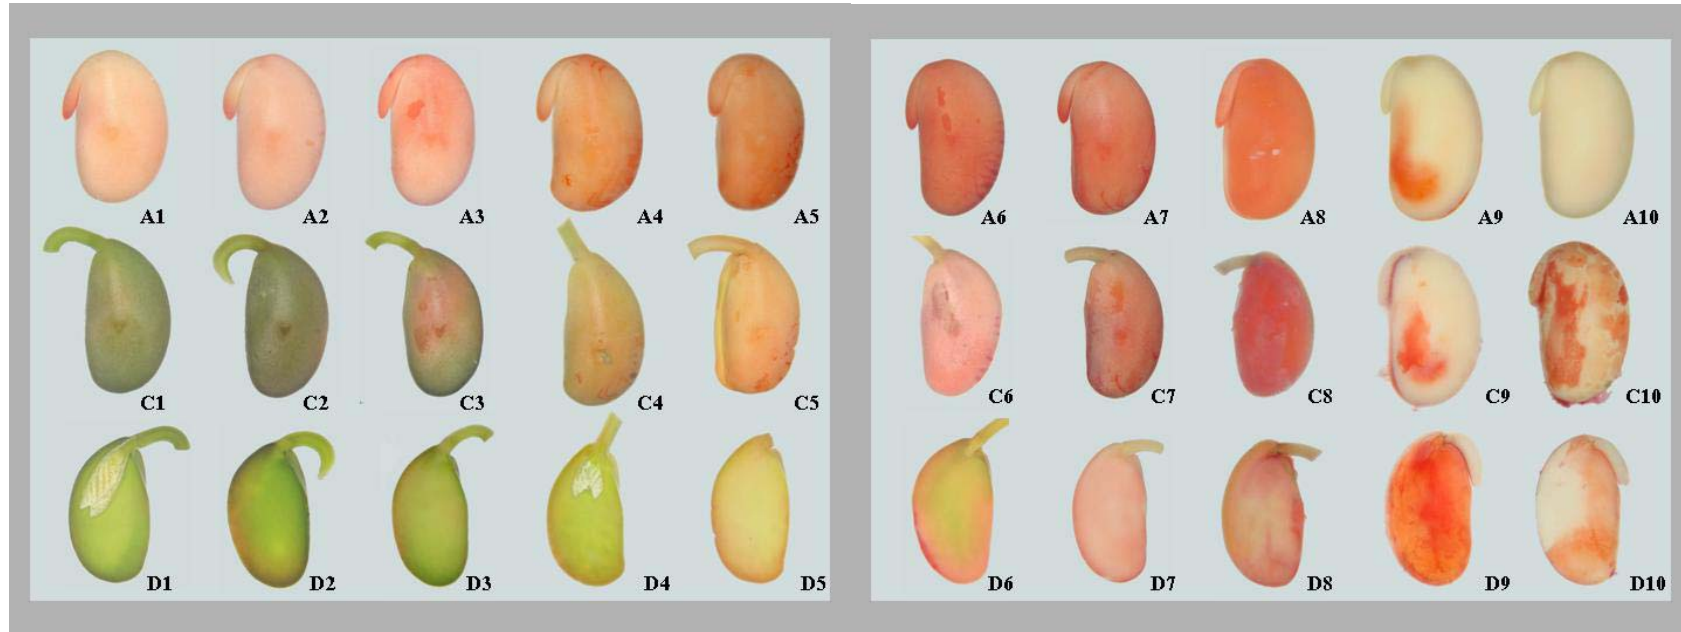 A1 A2 A3 A4 A5 A6 A7 A8 A9 A10
C1 C2 C3 C4 C5 C6 C7 C8 C9 C10
D1 D2 D3 D4 D5 D6 D7 D8 D9 D10